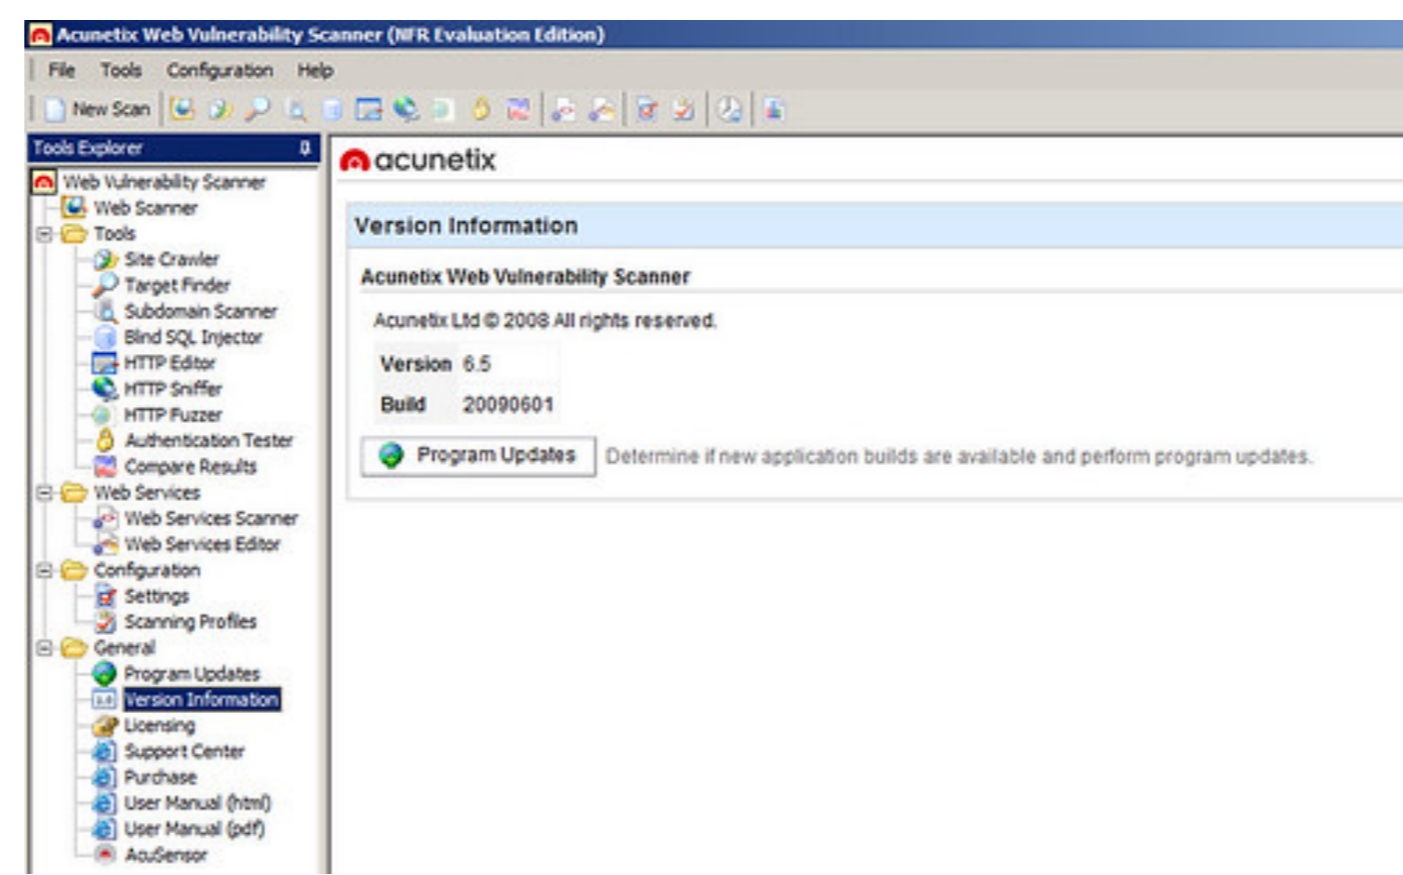 Acunetix Web Vulnerability Scanner (NFR Evaluation Edition)
File Tools Configuration Help
New Scan
Tools Explorer
Web Vulnerability Scanner
Web Scanner
Tools
Site Crawler
Target Finder
Subdomain Scanner
Blind SQL Injector
HTTP Editor
HTTP Sniffer
HTTP Fuzzer
Authentication Tester
Compare Results
Web Services
Web Services Scanner
Web Services Editor
Configuration
Settings
Scanning Profiles
General
Program Updates
Version Information
Licensing
Support Center
Purchase
User Manual (html)
User Manual (pdf)
AcuSensor
acunetix
Version Information
Acunetix Web Vulnerability Scanner
Acunetix Ltd © 2008 All rights reserved.
Version 6.5
Build 20090601
Program Updates Determine if new application builds are available and perform program updates.